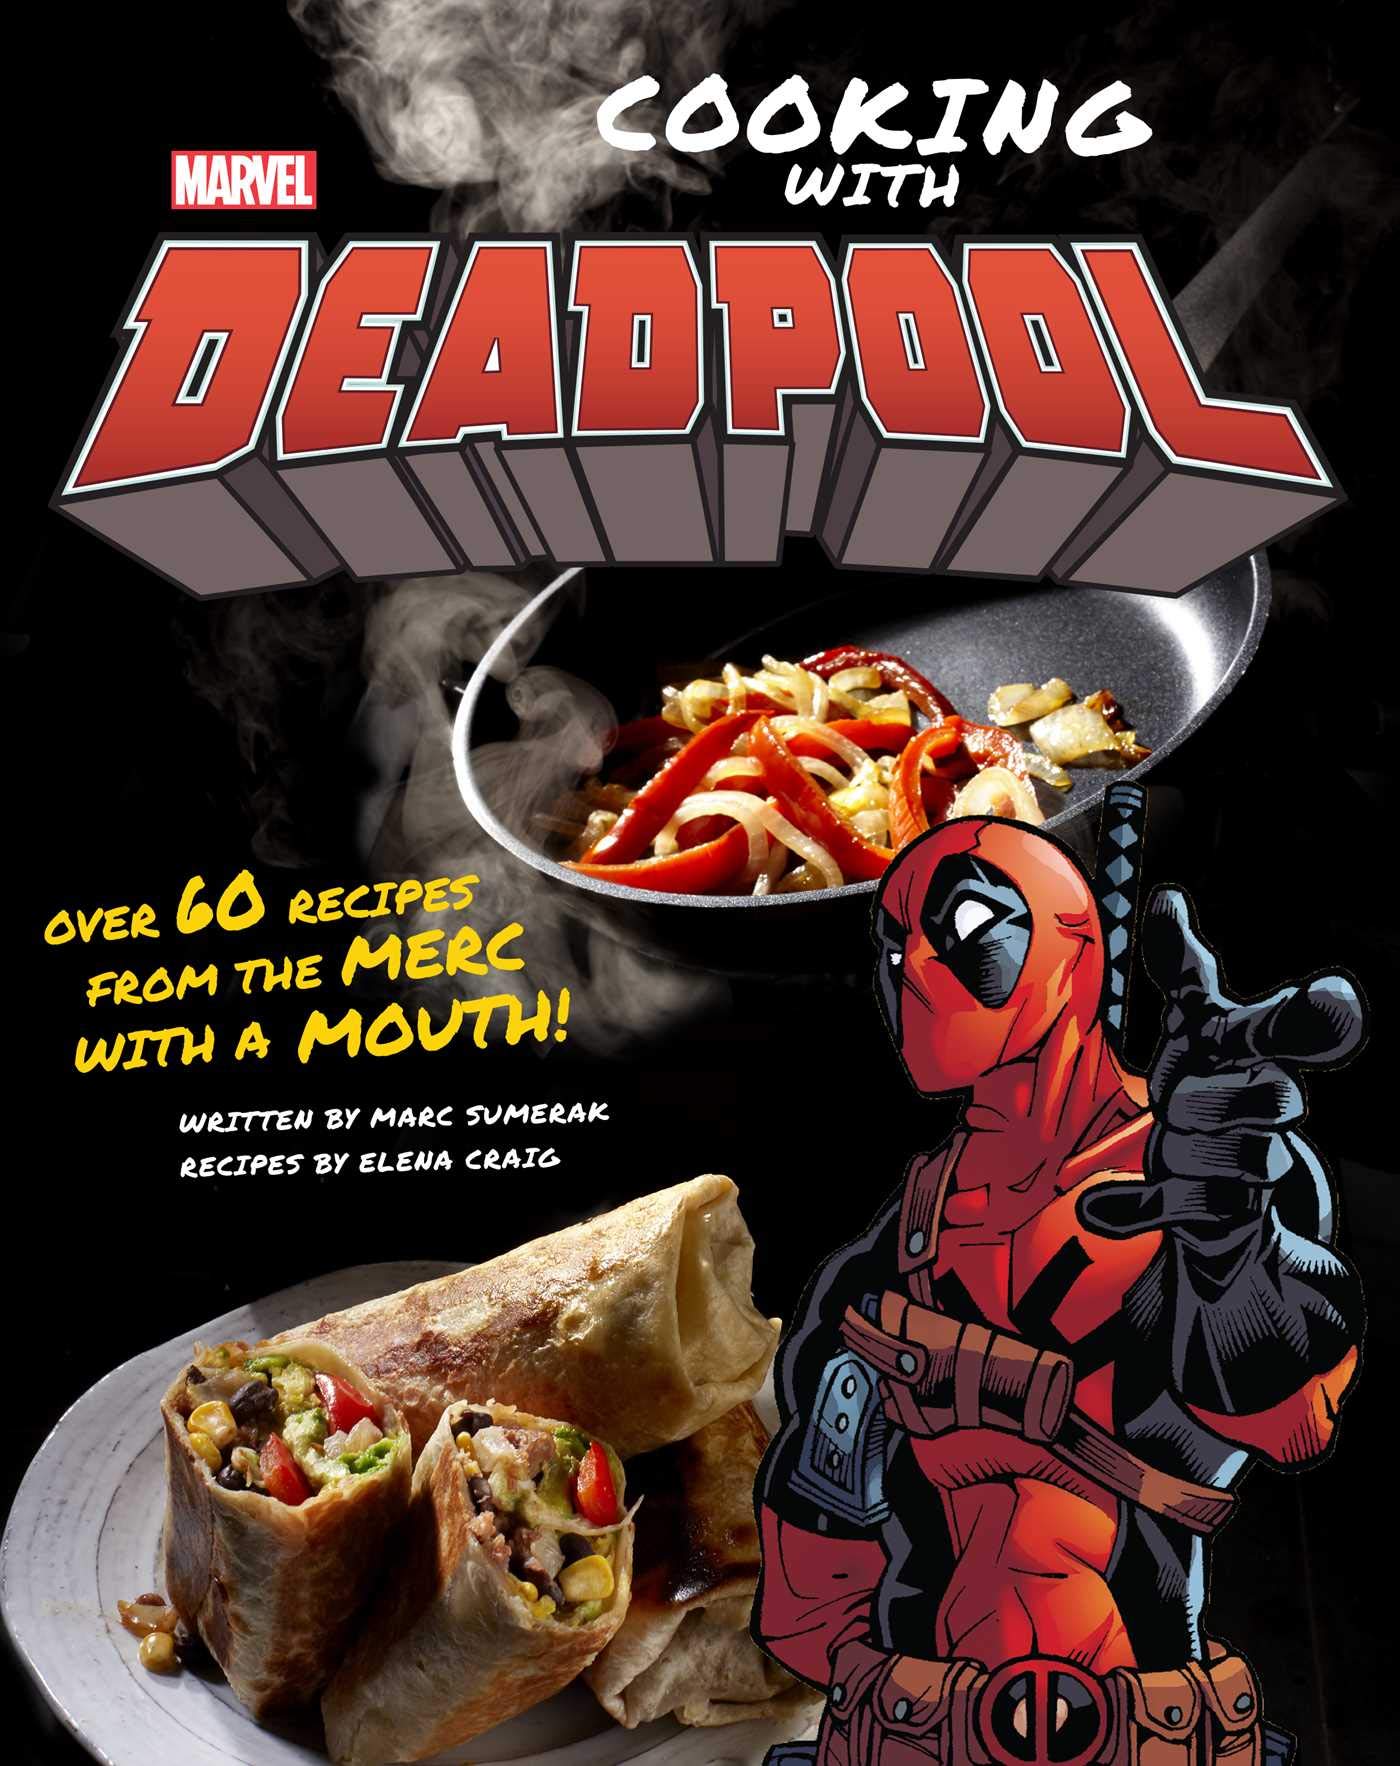 COOKING
WITH
MARVEL
DEADPOOL
OVER 60 RECIPES
FROM THE MERC
WITH A MOUTH!
WRITTEN BY MARC SUMERAK
RECIPES BY ELENA CRAIG